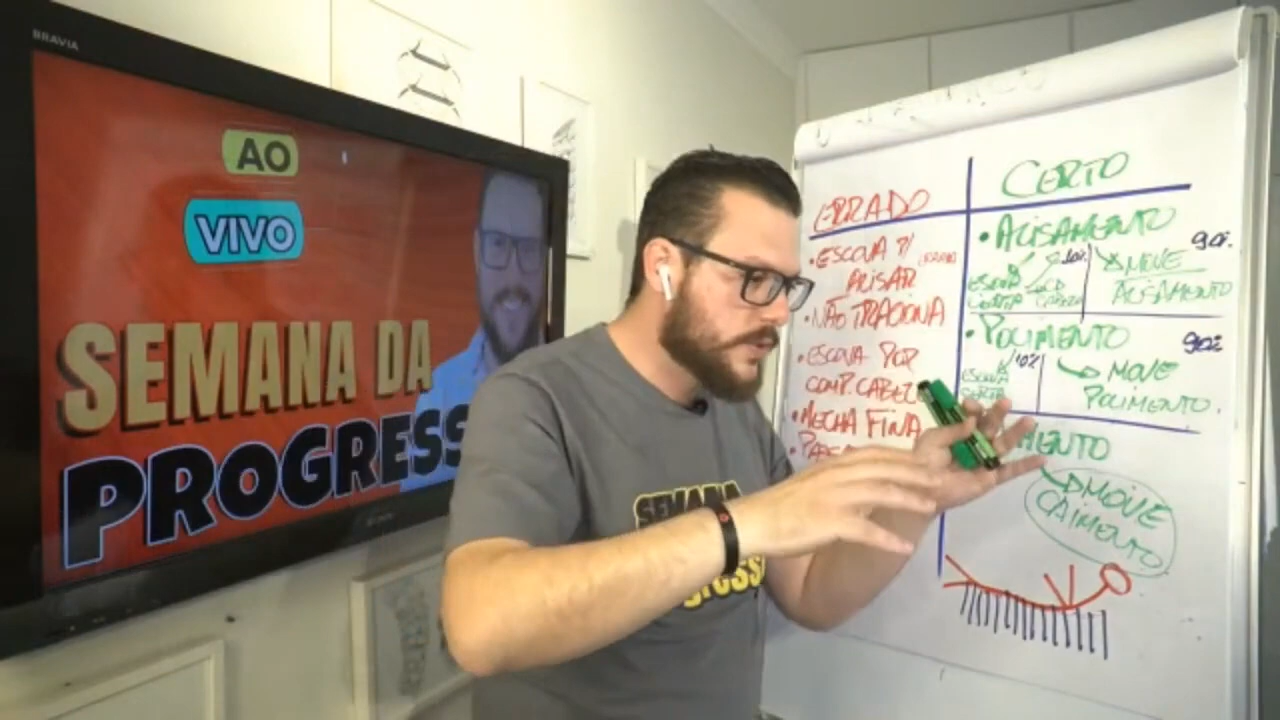 BRAVIA
AO
VIVO
SEMANA DA
PROGRESS
SEMANA
ERRADO
• ESCOVA P/
ALISAR
• NÃO TRACIONA
• ESCOVA POR
COMP. CABELO
• MECHA FINA
CERTO
• ALISAMENTO
10%
90%
ESCOVA
CERTA
MOVE
ALISAMENTO
• POLIMENTO
10%
90%
ESCOVA
CERTA
MOVE
POLIMENTO.
MENTO
MOVE
CAIMENTO